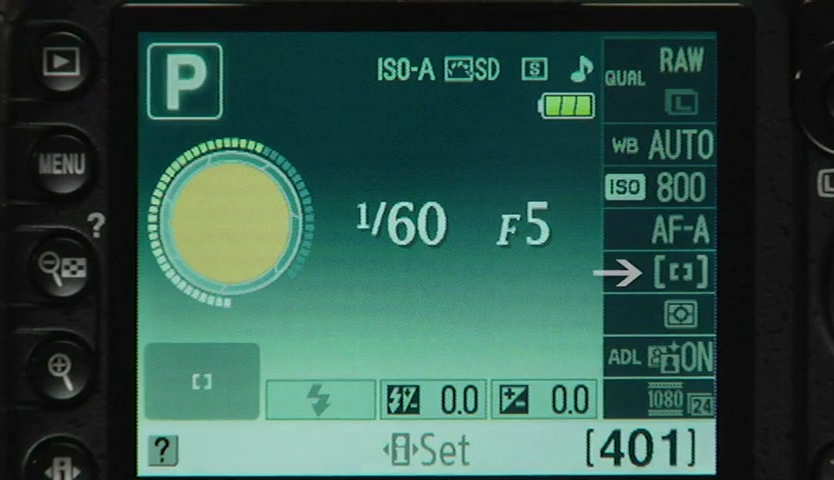 P
ISO-A SD S
QUAL RAW
L
MENU
WB AUTO
ISO 800
?
1/60 F5
AF-A
ADL ON
0.0 0.0
1080 24
? i Set [401]